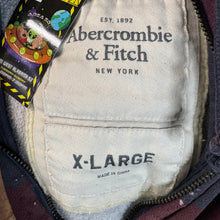 EST. 1892
Abercrombie
& Fitch
NEW YORK
X-LARGE
MADE IN CHINA